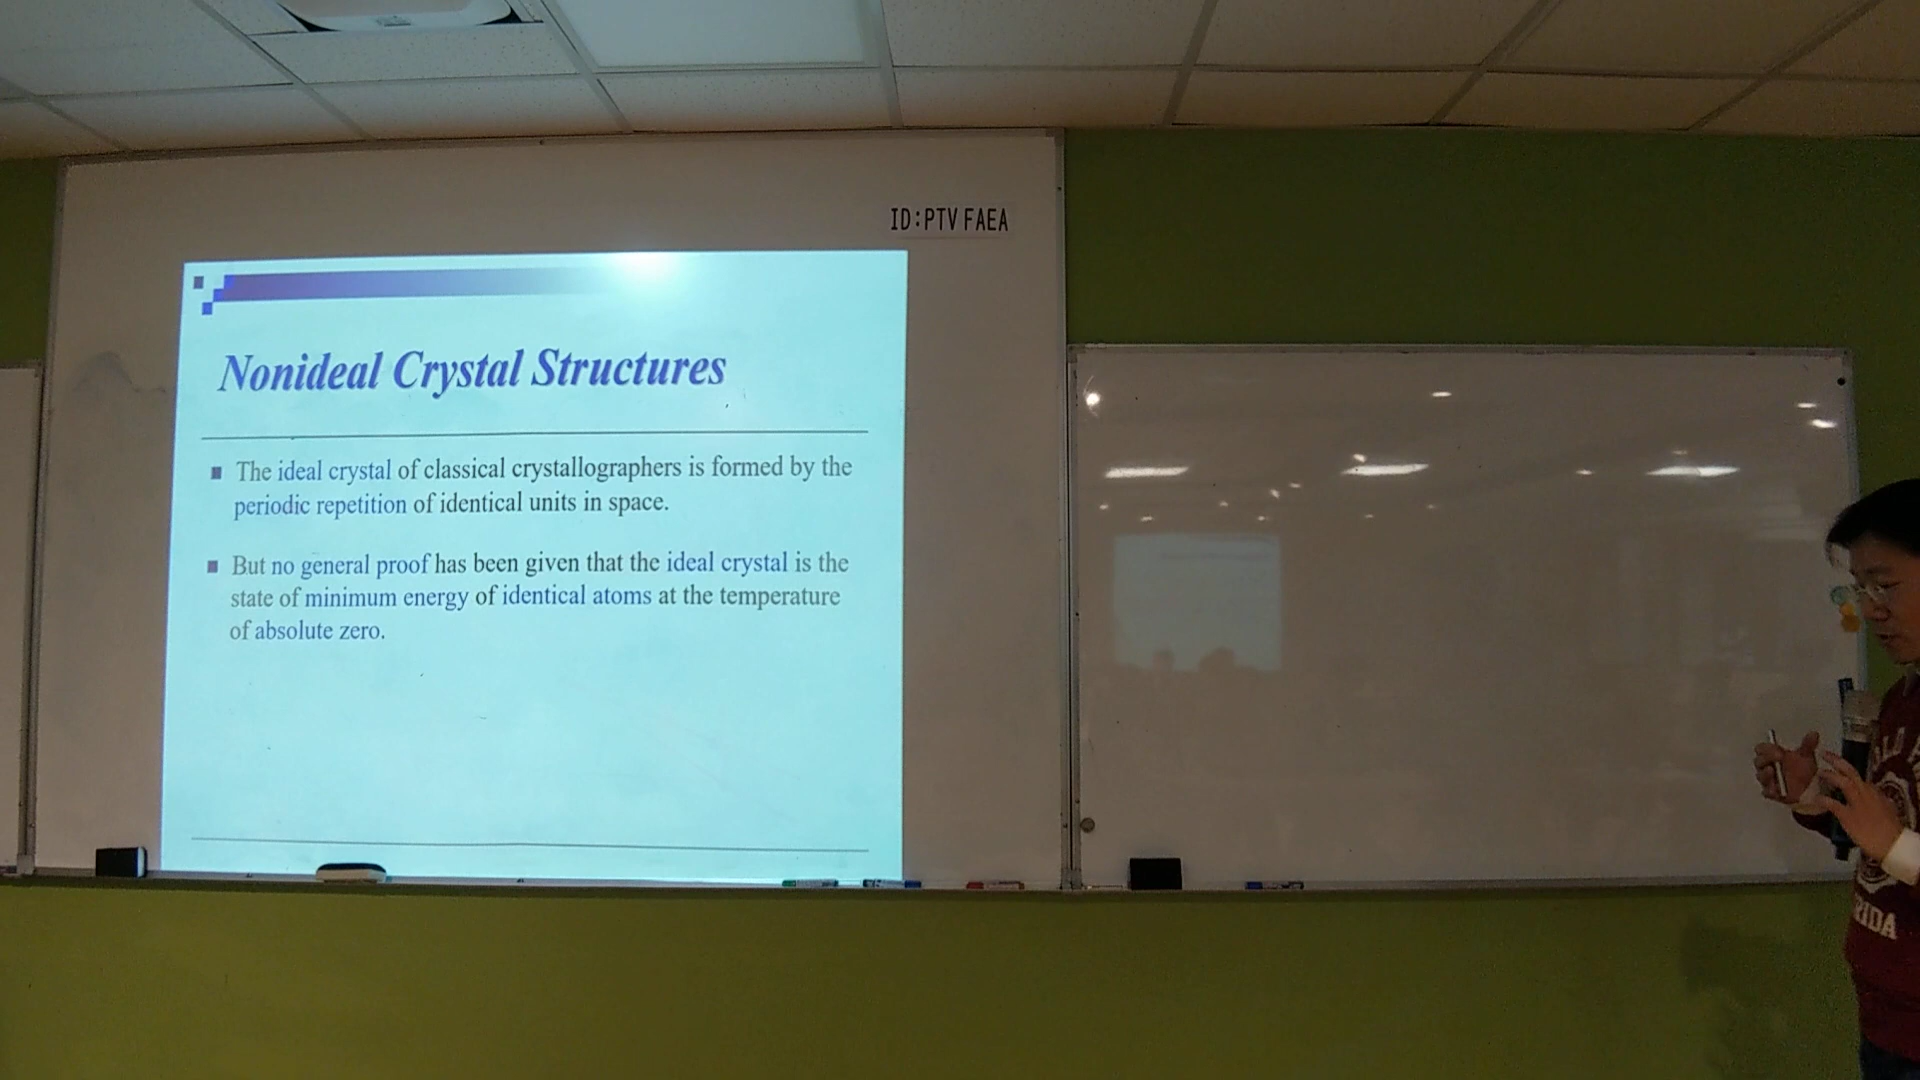 ID:PTVFAEA
Nonideal Crystal Structures
The ideal crystal of classical crystallographers is formed by the
periodic repetition of identical units in space.
But no general proof has been given that the ideal crystal is the
state of minimum energy of identical atoms at the temperature
of absolute zero.